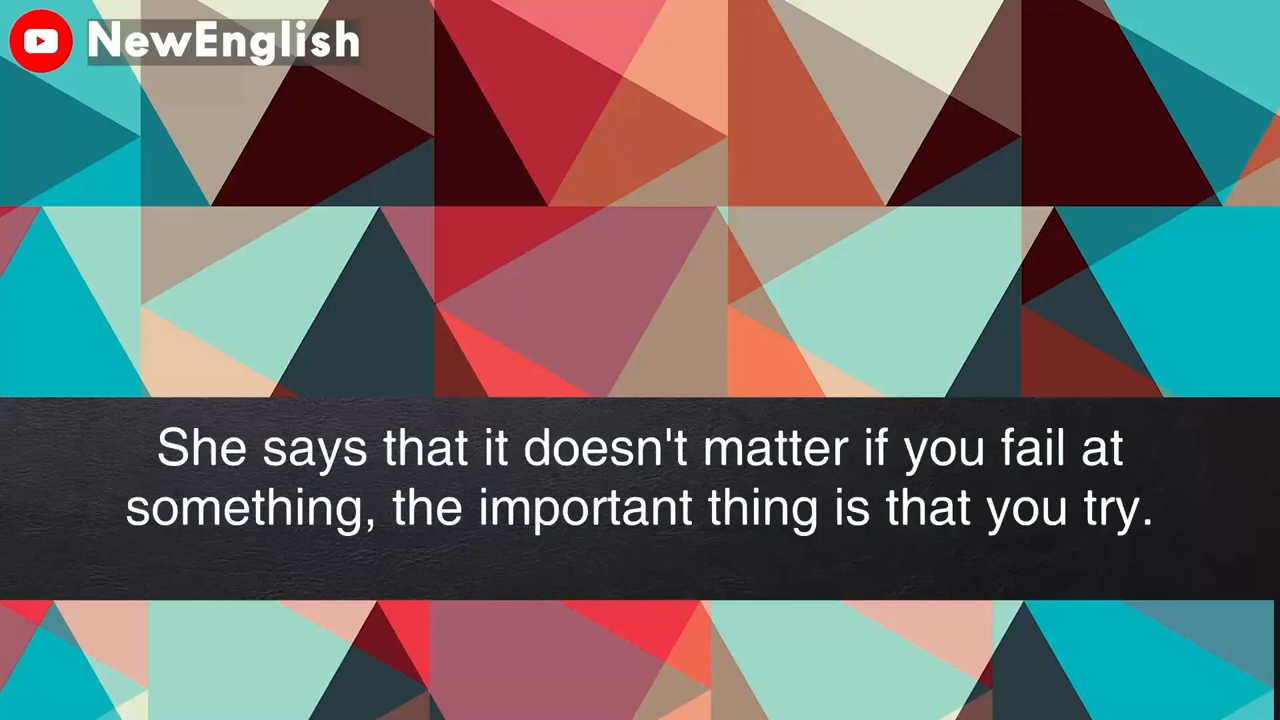 NewEnglish
She says that it doesn't matter if you fail at
something, the important thing is that you try.